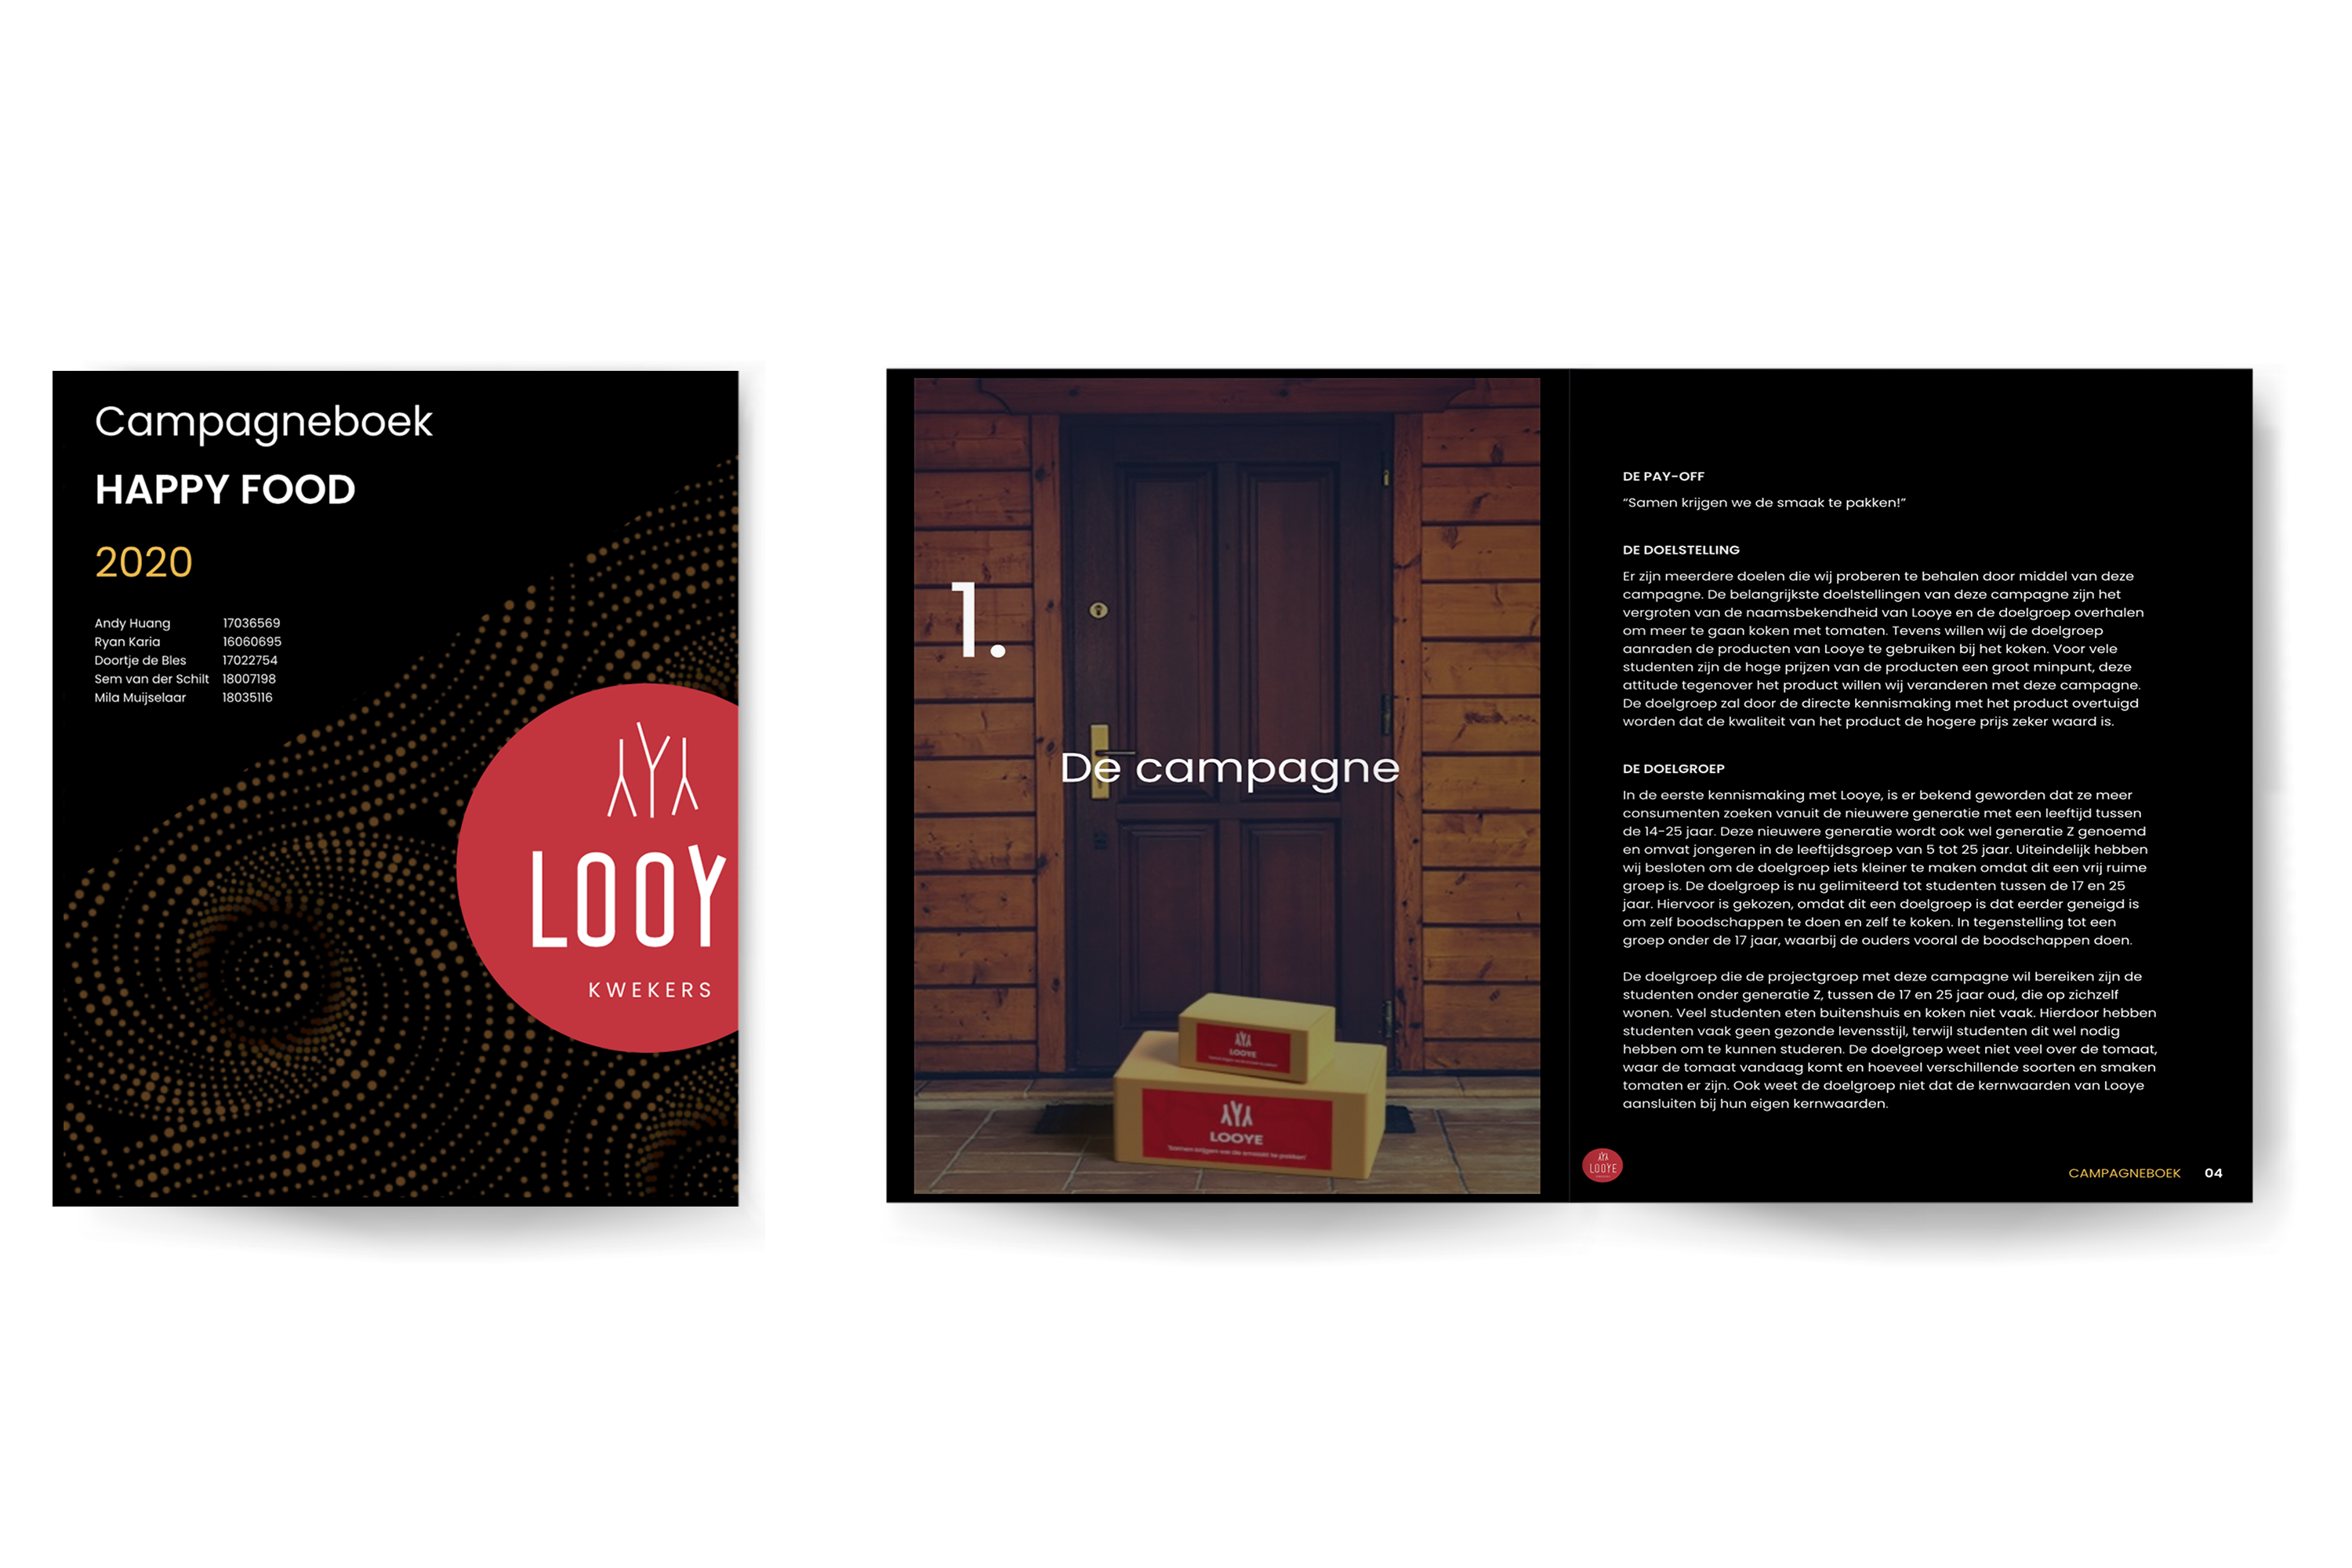 Campagneboek
HAPPY FOOD
2020
Andy Huang 17036569
Ryan Karia 16060695
Doortje de Bles 17022754
Sem van der Schilt 18007198
Mila Muijselaar 18035116
LOOY
KWEKERS
1.
De campagne
LOOYE
LOOYE
"Samen krijgen we de smaak te pakken"
DE PAY-OFF
“Samen krijgen we de smaak te pakken!”
DE DOELSTELLING
Er zijn meerdere doelen die wij proberen te behalen door middel van deze
campagne. De belangrijkste doelstellingen van deze campagne zijn het
vergroten van de naamsbekendheid van Looye en de doelgroep overhalen
om meer te gaan koken met tomaten. Tevens willen wij de doelgroep
aanraden de producten van Looye te gebruiken bij het koken. Voor vele
studenten zijn de hoge prijzen van de producten een groot minpunt, deze
attitude tegenover het product willen wij veranderen met deze campagne.
De doelgroep zal door de directe kennismaking met het product overtuigd
worden dat de kwaliteit van het product de hogere prijs zeker waard is.
DE DOELGROEP
In de eerste kennismaking met Looye, is er bekend geworden dat ze meer
consumenten zoeken vanuit de nieuwere generatie met een leeftijd tussen
de 14-25 jaar. Deze nieuwere generatie wordt ook wel generatie Z genoemd
en omvat jongeren in de leeftijdsgroep van 5 tot 25 jaar. Uiteindelijk hebben
wij besloten om de doelgroep iets kleiner te maken omdat dit een vrij ruime
groep is. De doelgroep is nu gelimiteerd tot studenten tussen de 17 en 25
jaar. Hiervoor is gekozen, omdat dit een doelgroep is dat eerder geneigd is
om zelf boodschappen te doen en zelf te koken. In tegenstelling tot een
groep onder de 17 jaar, waarbij de ouders vooral de boodschappen doen.
De doelgroep die de projectgroep met deze campagne wil bereiken zijn de
studenten onder generatie Z, tussen de 17 en 25 jaar oud, die op zichzelf
wonen. Veel studenten eten buitenshuis en koken niet vaak. Hierdoor hebben
studenten vaak geen gezonde levensstijl, terwijl studenten dit wel nodig
hebben om te kunnen studeren. De doelgroep weet niet veel over de tomaat,
waar de tomaat vandaag komt en hoeveel verschillende soorten en smaken
tomaten er zijn. Ook weet de doelgroep niet dat de kernwaarden van Looye
aansluiten bij hun eigen kernwaarden.
LOOYE
CAMPAGNEBOEK 04